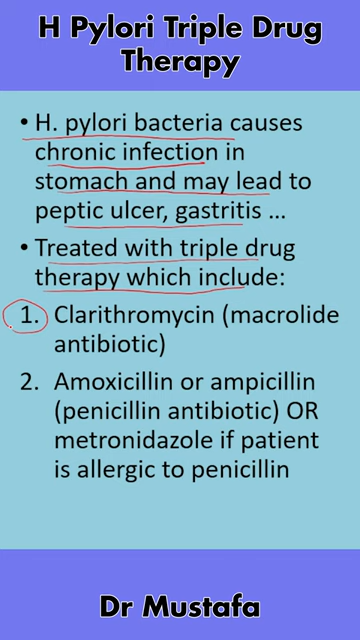 H Pylori Triple Drug
Therapy
• H. pylori bacteria causes
chronic infection in
stomach and may lead to
peptic ulcer, gastritis ...
• Treated with triple drug
therapy which include:
1. Clarithromycin (macrolide
antibiotic)
2. Amoxicillin or ampicillin
(penicillin antibiotic) OR
metronidazole if patient
is allergic to penicillin
Dr Mustafa